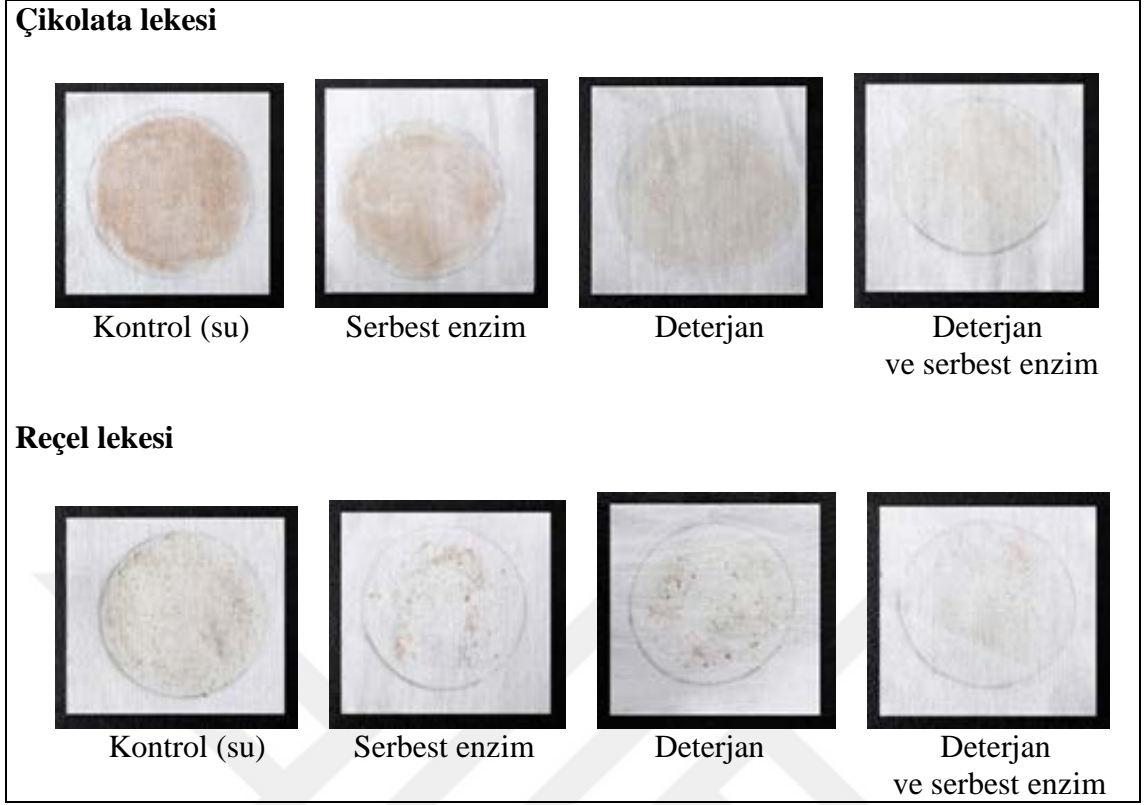 Çikolata lekesi
Kontrol (su) Serbest enzim Deterjan Deterjan
ve serbest enzim
Reçel lekesi
Kontrol (su) Serbest enzim Deterjan Deterjan
ve serbest enzim